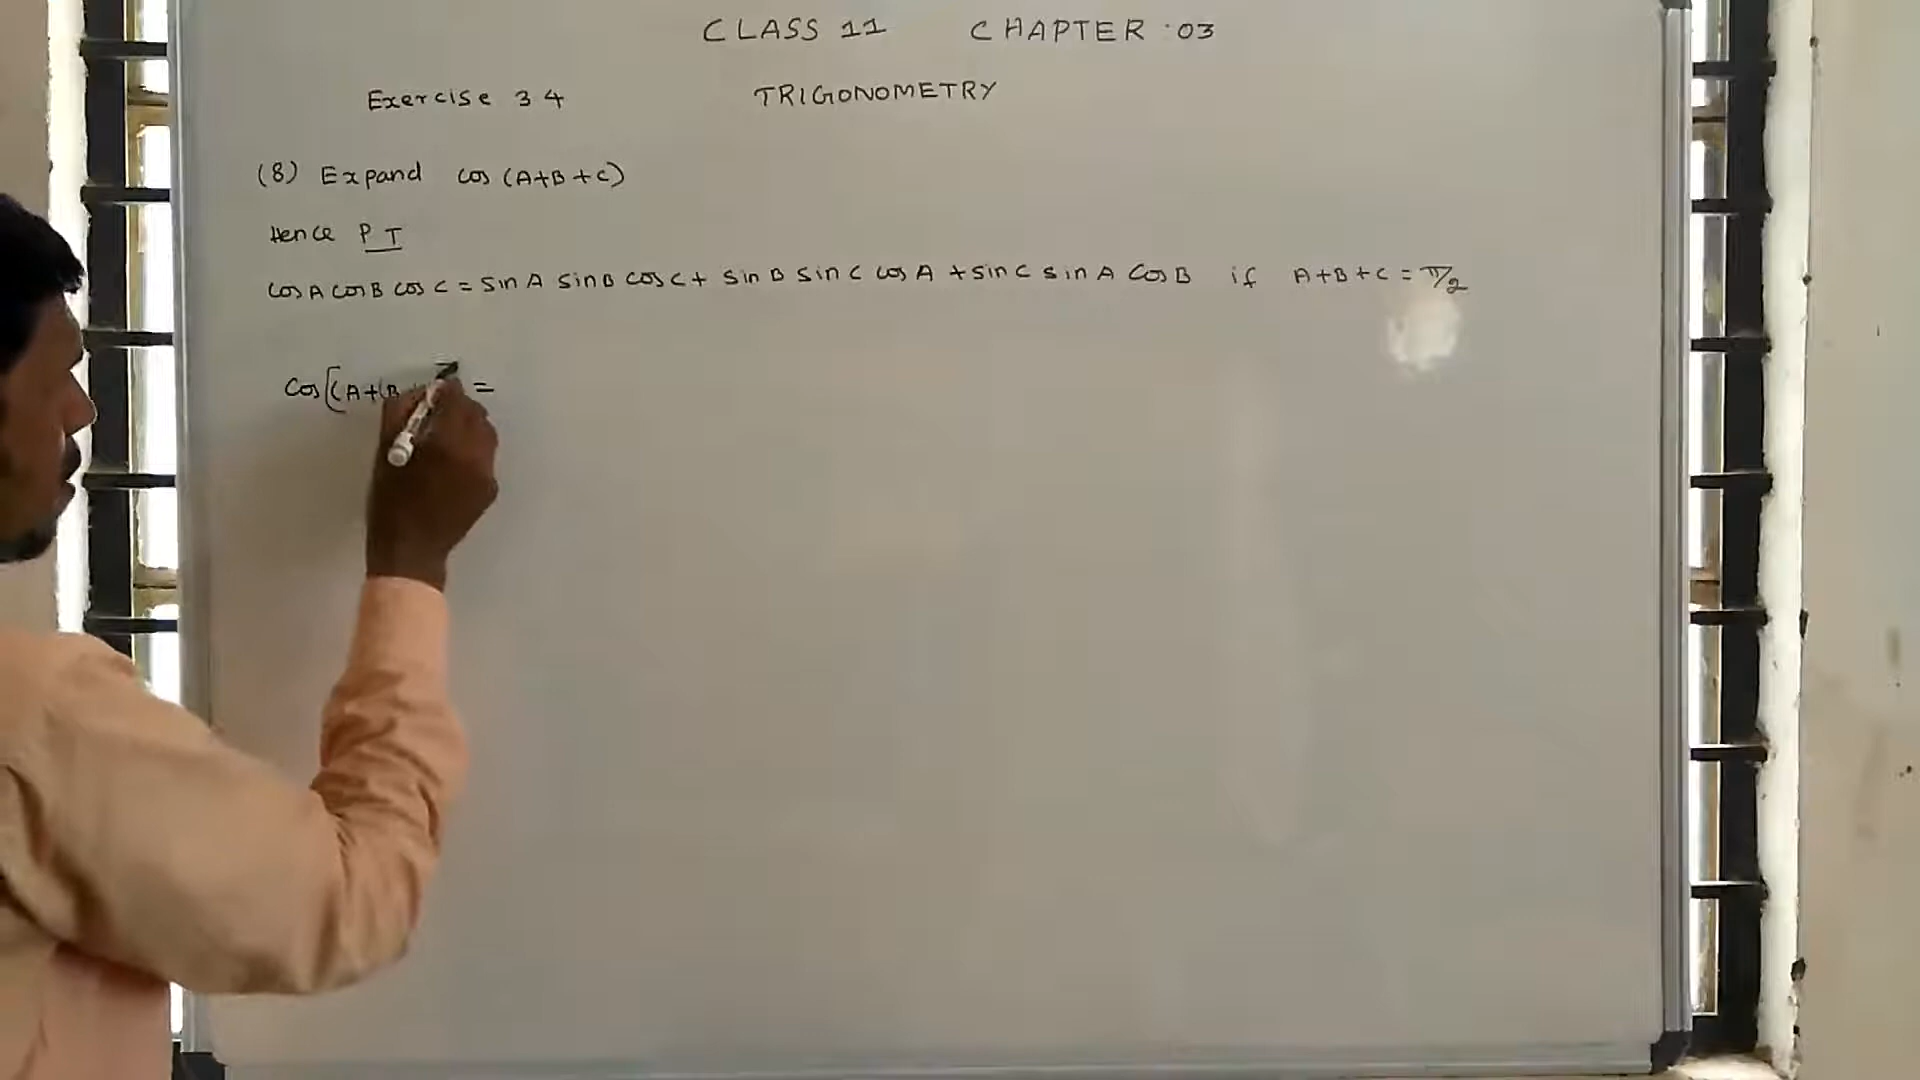 CLASS 11 CHAPTER 03
Exercise 3 4 TRIGONOMETRY
(8) Expand cos (A+B+C)
Hence P T
cos A cos B cos C = sin A sin B cos C + sin B sin C cos A + sin C sin A cos B if A+B+C = π/2
cos[(A+(B =